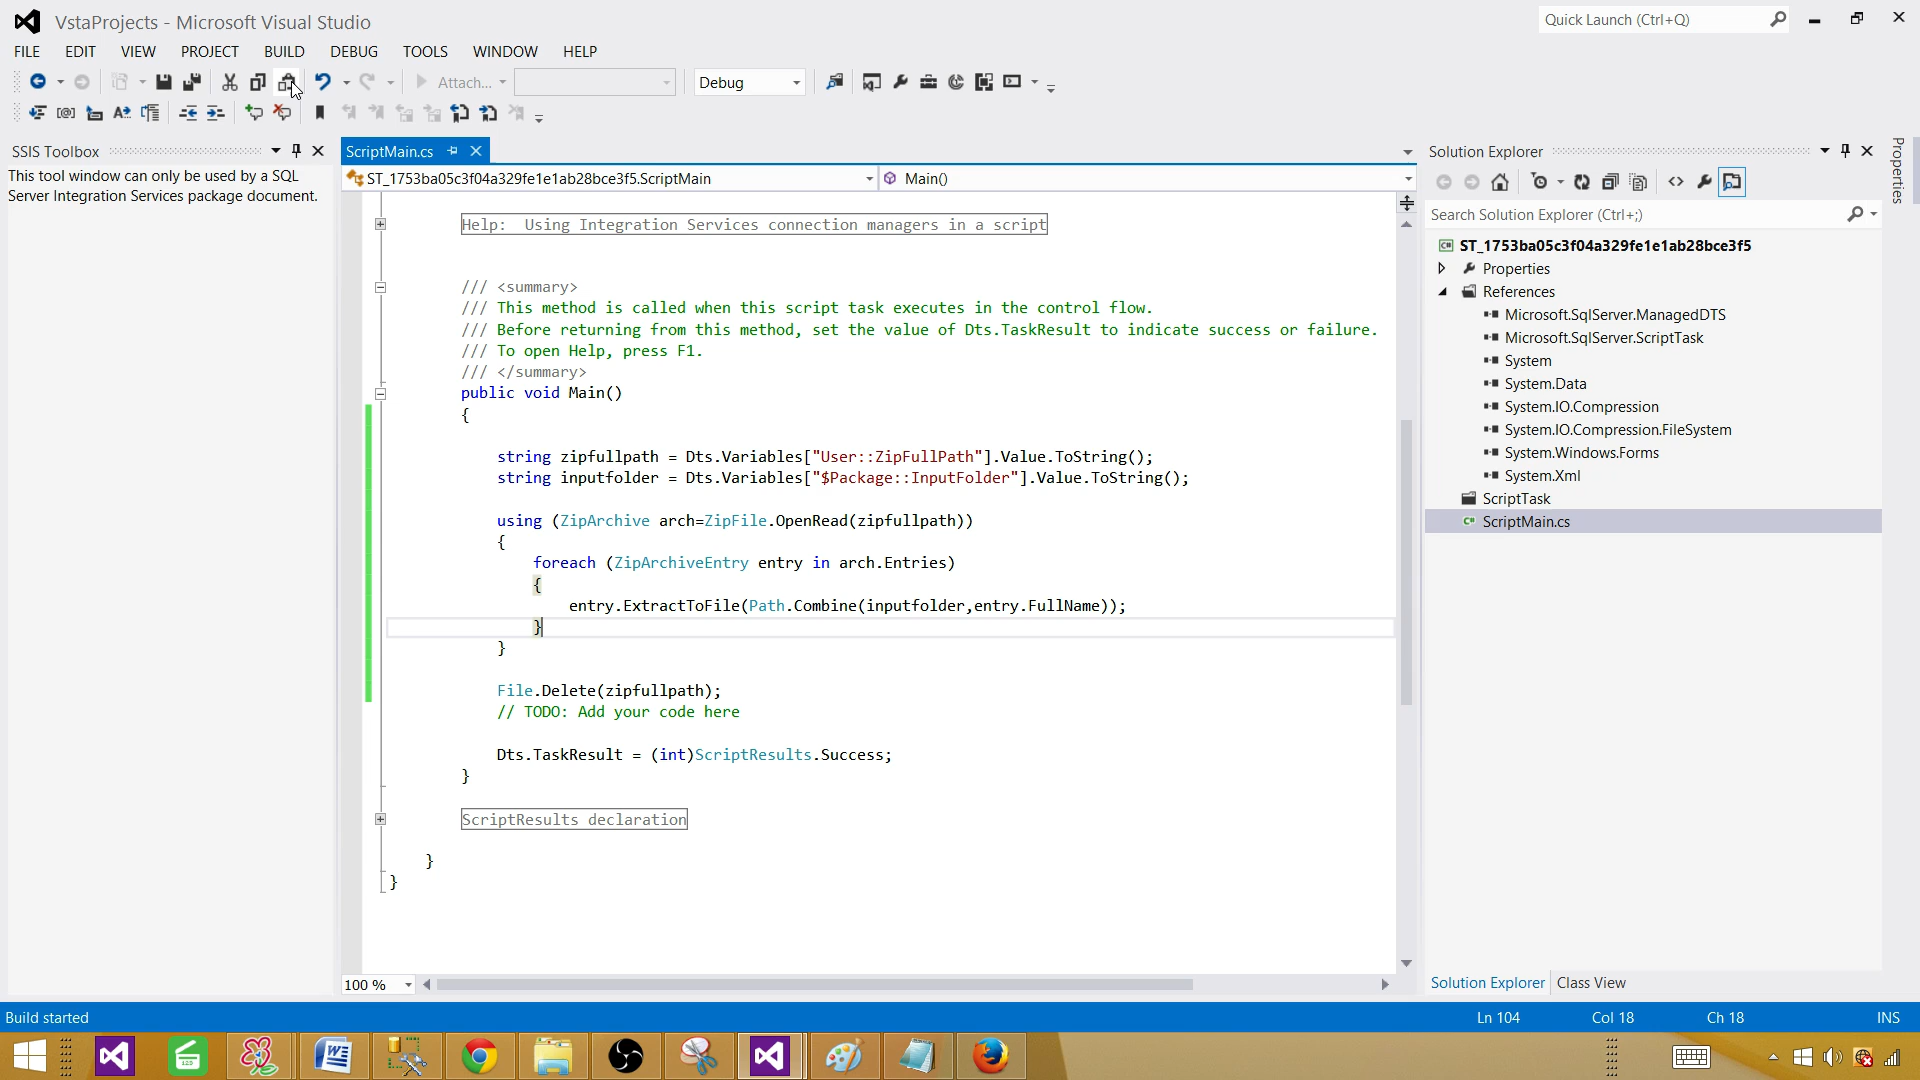 VstaProjects - Microsoft Visual Studio
Quick Launch (Ctrl+Q)
FILE EDIT VIEW PROJECT BUILD DEBUG TOOLS WINDOW HELP
Attach...
Debug
SSIS Toolbox
This tool window can only be used by a SQL
Server Integration Services package document.
ScriptMain.cs
ST_1753ba05c3f04a329fe1e1ab28bce3f5.ScriptMain
Main()
Help:  Using Integration Services connection managers in a script
/// <summary>
/// This method is called when this script task executes in the control flow.
/// Before returning from this method, set the value of Dts.TaskResult to indicate success or failure.
/// To open Help, press F1.
/// </summary>
public void Main()
{
string zipfullpath = Dts.Variables["User::ZipFullPath"].Value.ToString();
string inputfolder = Dts.Variables["$Package::InputFolder"].Value.ToString();
using (ZipArchive arch=ZipFile.OpenRead(zipfullpath))
{
foreach (ZipArchiveEntry entry in arch.Entries)
{
entry.ExtractToFile(Path.Combine(inputfolder,entry.FullName));
}
}
File.Delete(zipfullpath);
// TODO: Add your code here
Dts.TaskResult = (int)ScriptResults.Success;
}
ScriptResults declaration
}
}
100 %
Solution Explorer
Search Solution Explorer (Ctrl+;)
ST_1753ba05c3f04a329fe1e1ab28bce3f5
Properties
References
Microsoft.SqlServer.ManagedDTS
Microsoft.SqlServer.ScriptTask
System
System.Data
System.IO.Compression
System.IO.Compression.FileSystem
System.Windows.Forms
System.Xml
ScriptTask
ScriptMain.cs
Solution Explorer
Class View
Properties
Build started
Ln 104
Col 18
Ch 18
INS